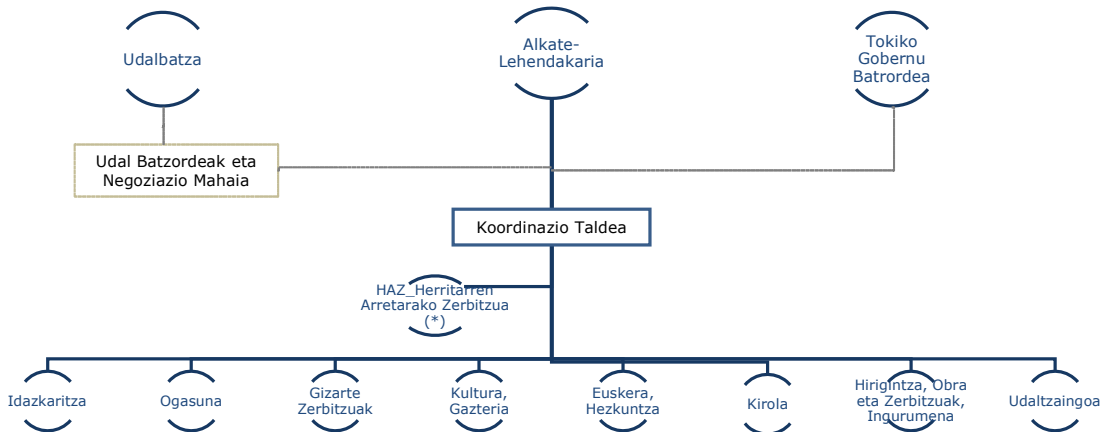 Udalbatza
Alkate-
Lehendakaria
Tokiko
Gobernu
Batrordea
Udal Batzordeak eta
Negoziazio Mahaia
Koordinazio Taldea
HAZ_Herritarren
Arretarako Zerbitzua
(*)
Idazkaritza
Ogasuna
Gizarte
Zerbitzuak
Kultura,
Gazteria
Euskera,
Hezkuntza
Kirola
Hirigintza, Obra
eta Zerbitzuak,
Ingurumena
Udaltzaingoa